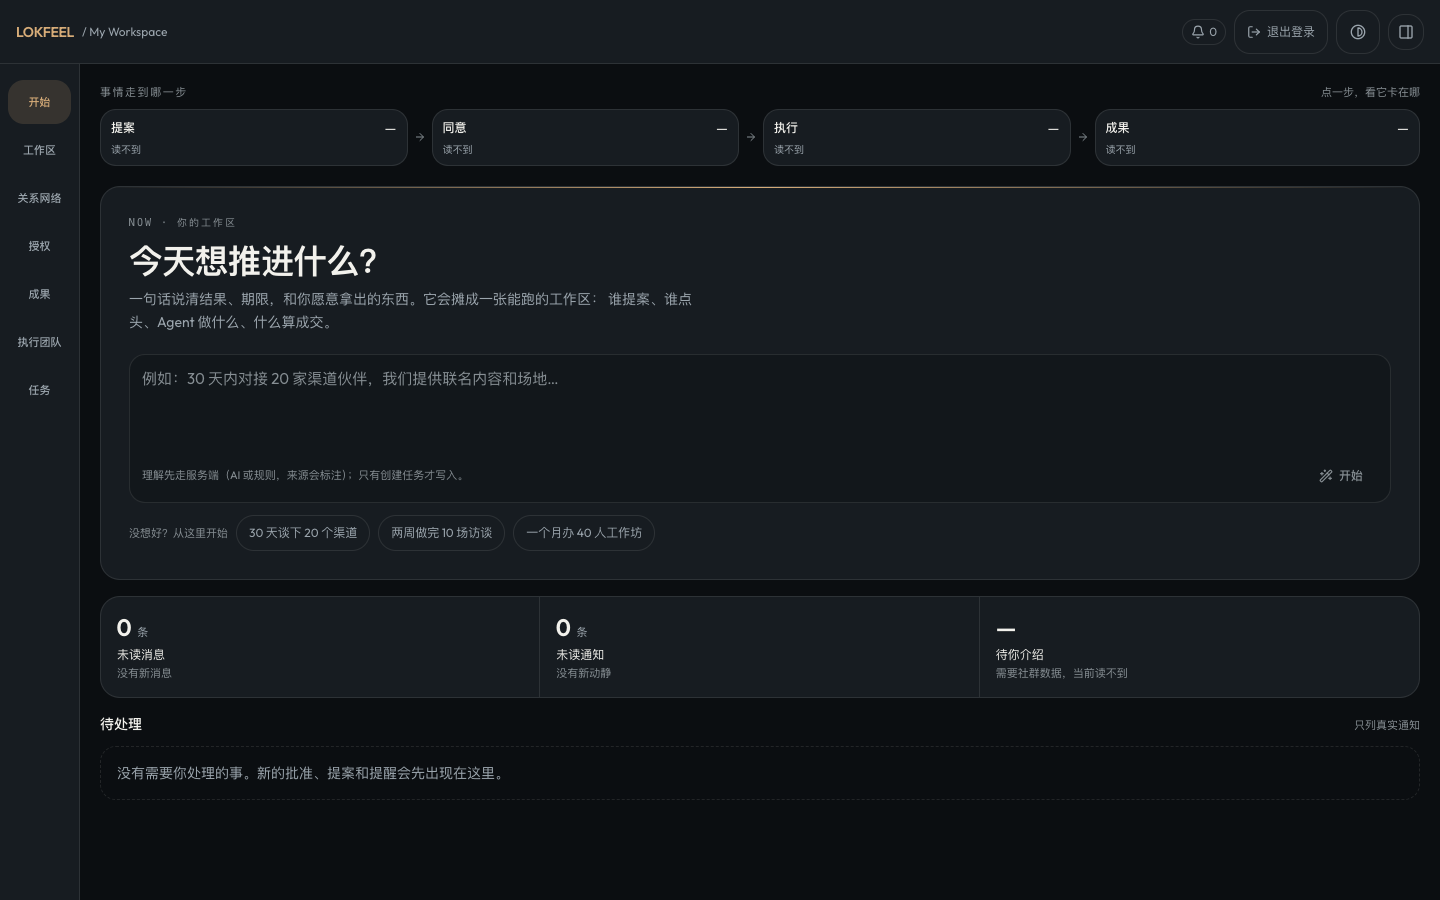 LOKFEEL / My Workspace
0
退出登录
开始
工作区
关系网络
授权
成果
执行团队
任务
事情走到哪一步
点一步，看它卡在哪
提案 —
读不到
→
同意 —
读不到
→
执行 —
读不到
→
成果 —
读不到
NOW · 你的工作区
今天想推进什么?
一句话说清结果、期限，和你愿意拿出的东西。它会摊成一张能跑的工作区： 谁提案、谁点
头、Agent 做什么、什么算成交。
例如：30 天内对接 20 家渠道伙伴，我们提供联名内容和场地...
理解先走服务端（AI 或规则，来源会标注）；只有创建任务才写入。
开始
没想好？从这里开始
30 天谈下 20 个渠道
两周做完 10 场访谈
一个月办 40 人工作坊
0 条
未读消息
没有新消息
0 条
未读通知
没有新动静
—
待你介绍
需要社群数据，当前读不到
待处理
只列真实通知
没有需要你处理的事。新的批准、提案和提醒会先出现在这里。